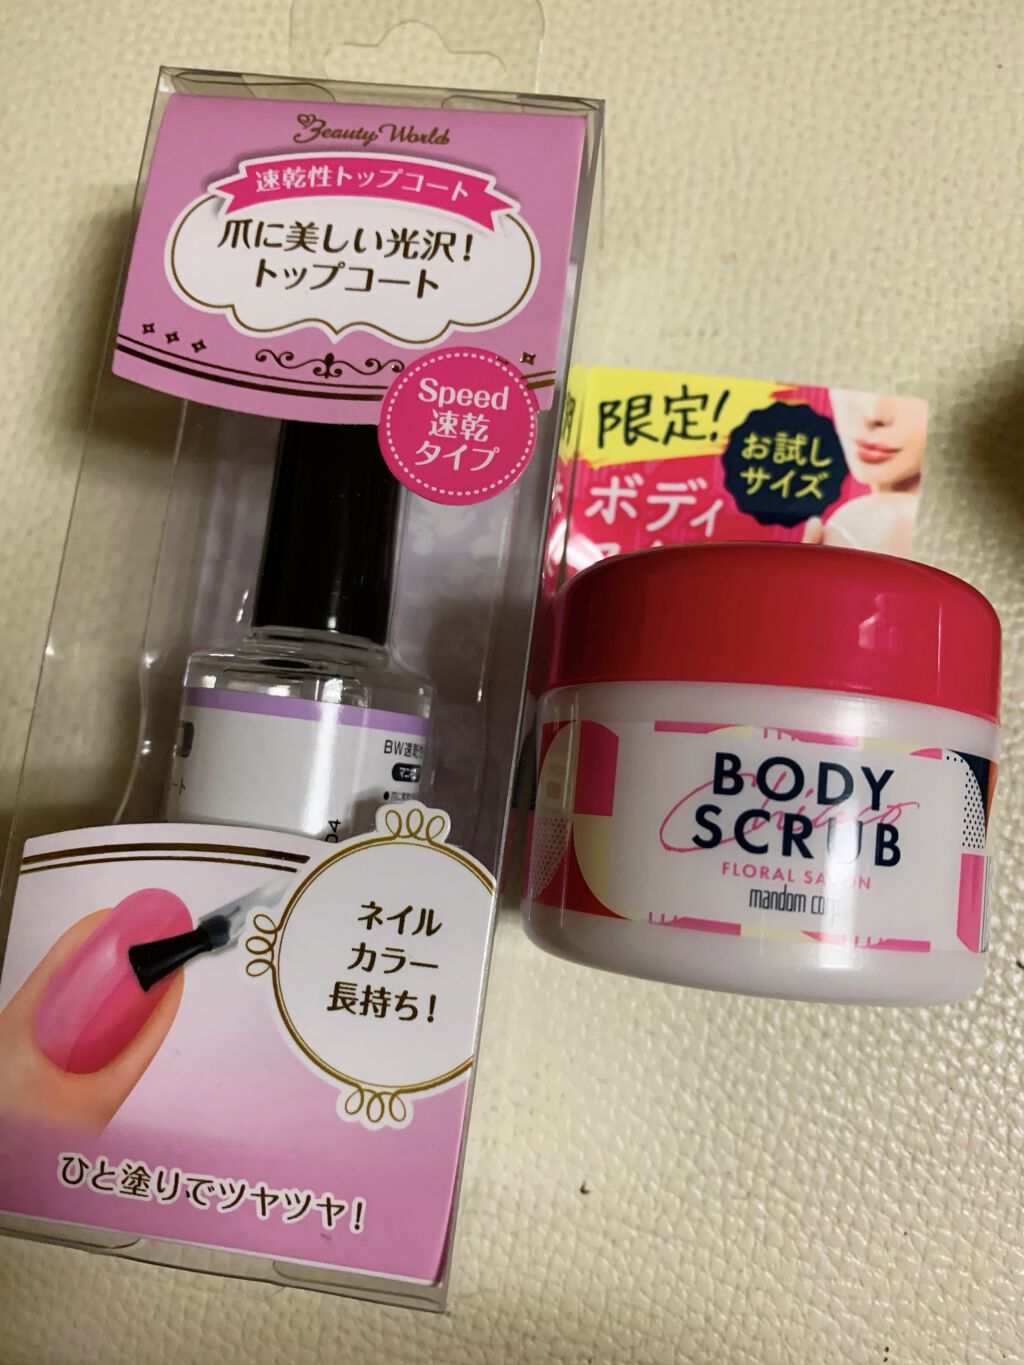 Beauty World
速乾性トップコート
爪に美しい光沢!
トップコート
Speed
速乾
タイプ
BW速乾性
ネイル
カラー
長持ち!
ひと塗りでツヤツヤ!
限定!
お試し
サイズ
ボディ
BODY
SCRUB
Chico
FLORAL SAVON
mandom corp